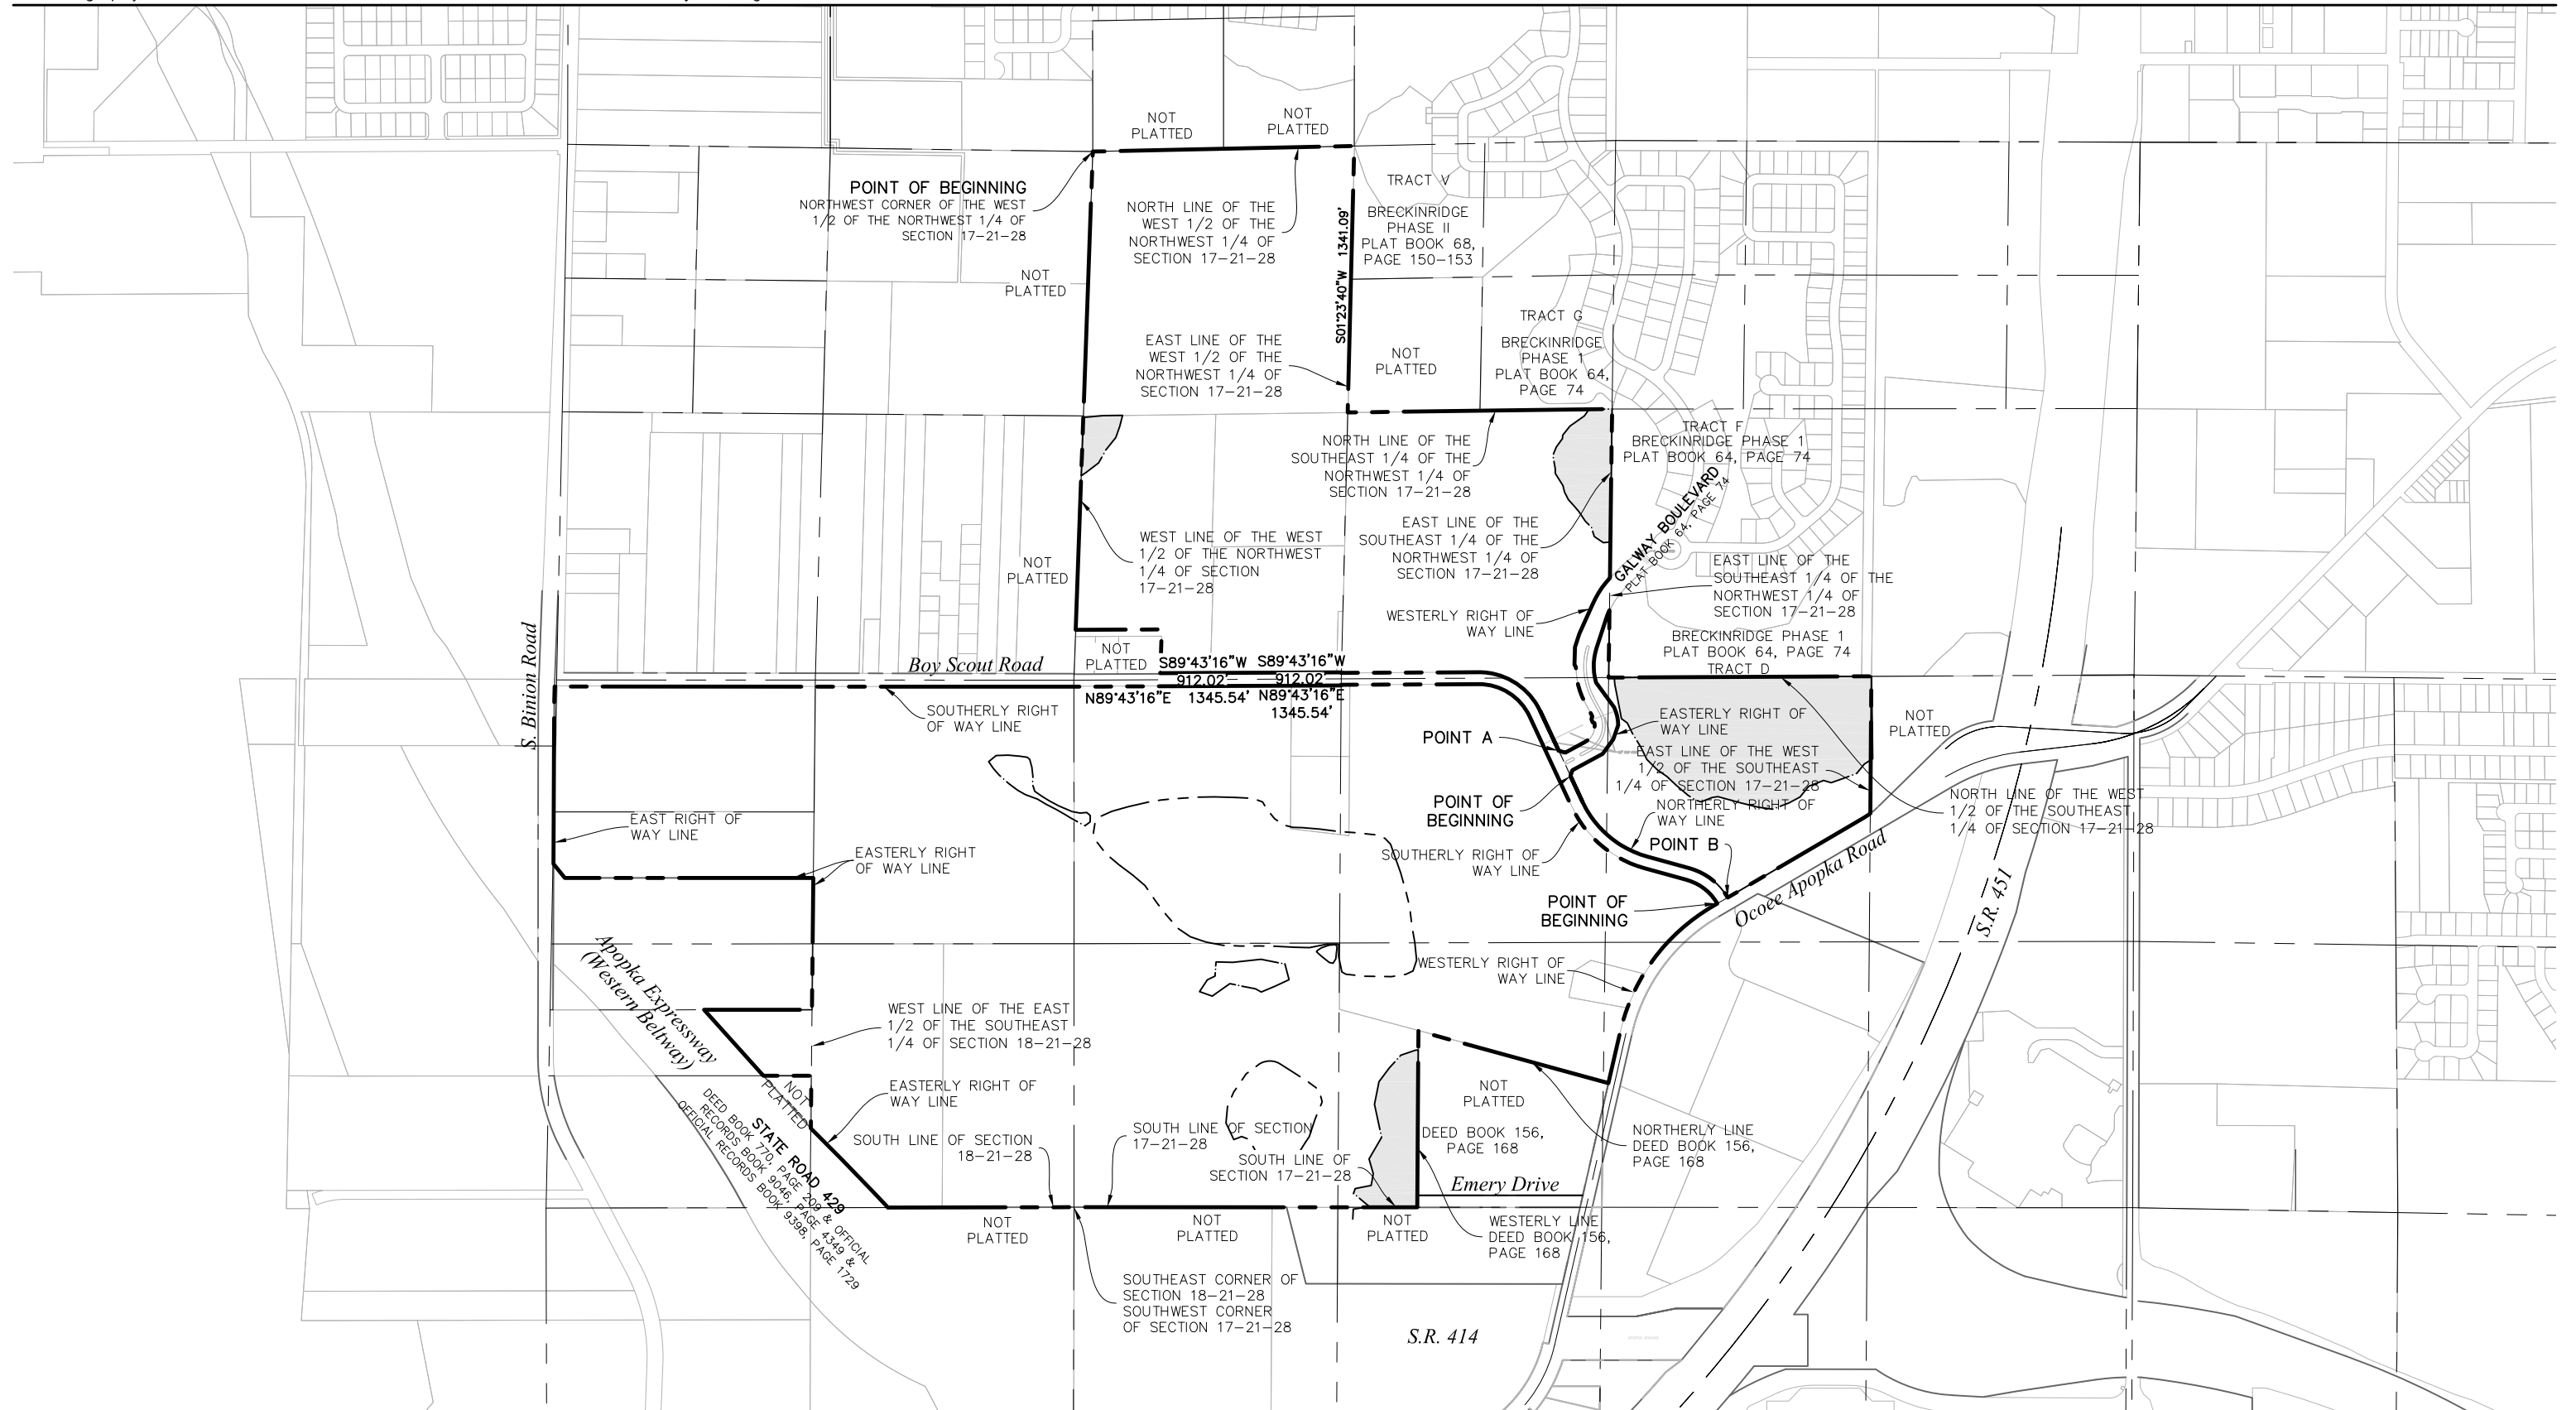 NOT
PLATTED
NOT
PLATTED
POINT OF BEGINNING
NORTHWEST CORNER OF THE WEST
1/2 OF THE NORTHWEST 1/4 OF
SECTION 17-21-28
NORTH LINE OF THE
WEST 1/2 OF THE
NORTHWEST 1/4 OF
SECTION 17-21-28
S01°23'40"W 1341.09'
TRACT V
BRECKINRIDGE
PHASE II
PLAT BOOK 68,
PAGE 150-153
NOT
PLATTED
EAST LINE OF THE
WEST 1/2 OF THE
NORTHWEST 1/4 OF
SECTION 17-21-28
NOT
PLATTED
TRACT G
BRECKINRIDGE
PHASE 1
PLAT BOOK 64,
PAGE 74
NORTH LINE OF THE
SOUTHEAST 1/4 OF THE
NORTHWEST 1/4 OF
SECTION 17-21-28
TRACT F
BRECKINRIDGE PHASE 1
PLAT BOOK 64, PAGE 74
GALWAY BOULEVARD
PLAT BOOK 64, PAGE 74
EAST LINE OF THE
SOUTHEAST 1/4 OF THE
NORTHWEST 1/4 OF
SECTION 17-21-28
WEST LINE OF THE WEST
1/2 OF THE NORTHWEST
1/4 OF SECTION
17-21-28
NOT
PLATTED
EAST LINE OF THE
SOUTHEAST 1/4 OF THE
NORTHWEST 1/4 OF
SECTION 17-21-28
WESTERLY RIGHT OF
WAY LINE
BRECKINRIDGE PHASE 1
PLAT BOOK 64, PAGE 74
TRACT D
S. Binion Road
Boy Scout Road
NOT
PLATTED
S89°43'16"W S89°43'16"W
912.02' 912.02'
N89°43'16"E 1345.54' N89°43'16"E
1345.54'
SOUTHERLY RIGHT
OF WAY LINE
POINT A
EASTERLY RIGHT OF
WAY LINE
EAST LINE OF THE WEST
1/2 OF THE SOUTHEAST
1/4 OF SECTION 17-21-28
NOT
PLATTED
POINT OF
BEGINNING
NORTHERLY RIGHT OF
WAY LINE
NORTH LINE OF THE WEST
1/2 OF THE SOUTHEAST
1/4 OF SECTION 17-21-28
EAST RIGHT OF
WAY LINE
EASTERLY RIGHT
OF WAY LINE
SOUTHERLY RIGHT OF
WAY LINE
POINT B
POINT OF
BEGINNING
Ocoee Apopka Road
S.R. 451
Apopka Expressway
(Western Beltway)
WESTERLY RIGHT OF
WAY LINE
WEST LINE OF THE EAST
1/2 OF THE SOUTHEAST
1/4 OF SECTION 18-21-28
NOT
PLATTED
EASTERLY RIGHT OF
WAY LINE
STATE ROAD 429
DEED BOOK 770, PAGE 209 & OFFICIAL
RECORDS BOOK 9046, PAGE 4349 &
OFFICIAL RECORDS BOOK 9398, PAGE 1729
SOUTH LINE OF SECTION
18-21-28
SOUTH LINE OF SECTION
17-21-28
SOUTH LINE OF
SECTION 17-21-28
NOT
PLATTED
DEED BOOK 156,
PAGE 168
NORTHERLY LINE
DEED BOOK 156,
PAGE 168
Emery Drive
NOT
PLATTED
NOT
PLATTED
NOT
PLATTED
WESTERLY LINE
DEED BOOK 156,
PAGE 168
SOUTHEAST CORNER OF
SECTION 18-21-28
SOUTHWEST CORNER
OF SECTION 17-21-28
S.R. 414